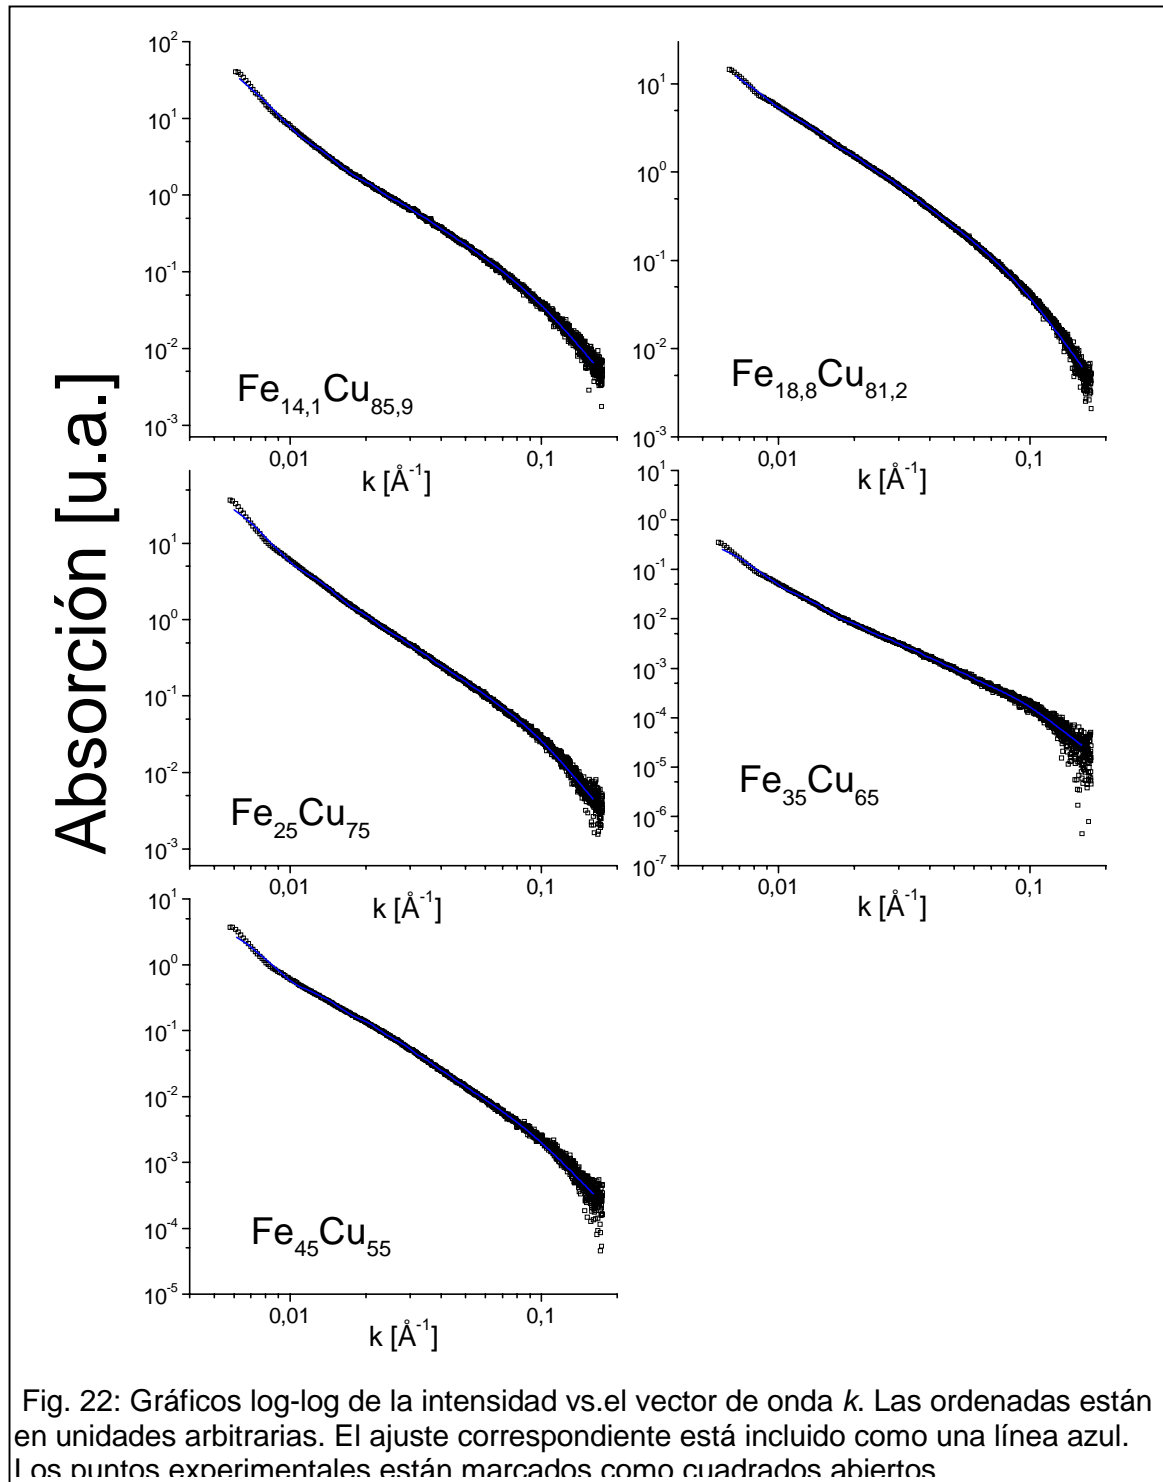 Absorción [u.a.]
10^2
10^1
10^0
10^-1
10^-2
10^-3
Fe14,1Cu85,9
0,01 0,1
k [Å^-1]
10^1
10^0
10^-1
10^-2
10^-3
Fe18,8Cu81,2
0,01 0,1
k [Å^-1]
10^1
10^0
10^-1
10^-2
10^-3
Fe25Cu75
0,01 0,1
k [Å^-1]
10^1
10^0
10^-1
10^-2
10^-3
10^-4
10^-5
10^-6
10^-7
Fe35Cu65
0,01 0,1
k [Å^-1]
10^1
10^0
10^-1
10^-2
10^-3
10^-4
10^-5
Fe45Cu55
0,01 0,1
k [Å^-1]
Fig. 22: Gráficos log-log de la intensidad vs.el vector de onda k. Las ordenadas están
en unidades arbitrarias. El ajuste correspondiente está incluido como una línea azul.
Los puntos experimentales están marcados como cuadrados abiertos